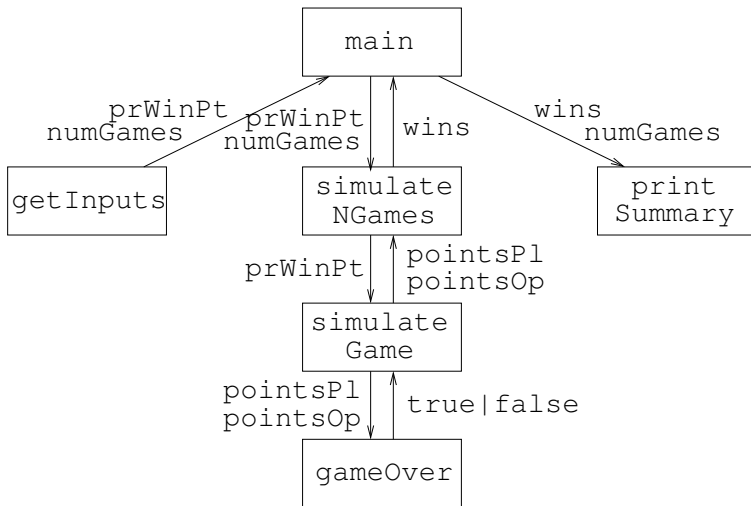 main
prWinPt
numGames
prWinPt
numGames
wins
wins
numGames
getInputs
simulate
NGames
print
Summary
prWinPt
pointsPl
pointsOp
simulate
Game
pointsPl
pointsOp
true|false
gameOver